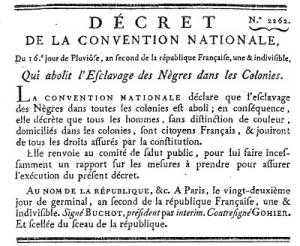 DÉCRET
N.º 2262.
DE LA CONVENTION NATIONALE,
Du 16.e jour de Pluviôse, an second de la république Française, une & indivisible.
Qui abolit l'Esclavage des Nègres dans les Colonies.
LA CONVENTION NATIONALE déclare que l'esclavage
des Nègres dans toutes les colonies est aboli ; en conséquence,
elle décrète que tous les hommes, sans distinction de couleur,
domiciliés dans les colonies, sont citoyens Français, & jouiront
de tous les droits assurés par la constitution.
Elle renvoie au comité de salut public, pour lui faire incef-
samment un rapport sur les mesures à prendre pour assurer
l'exécution du présent décret.
AU NOM DE LA RÉPUBLIQUE, &c. A Paris, le vingt-deuxième
jour de germinal, an second de la république Française, une &
indivisible. Signé BUCHOT, président par interim. Contresigné GOHIER.
Et scellée du sceau de la république.